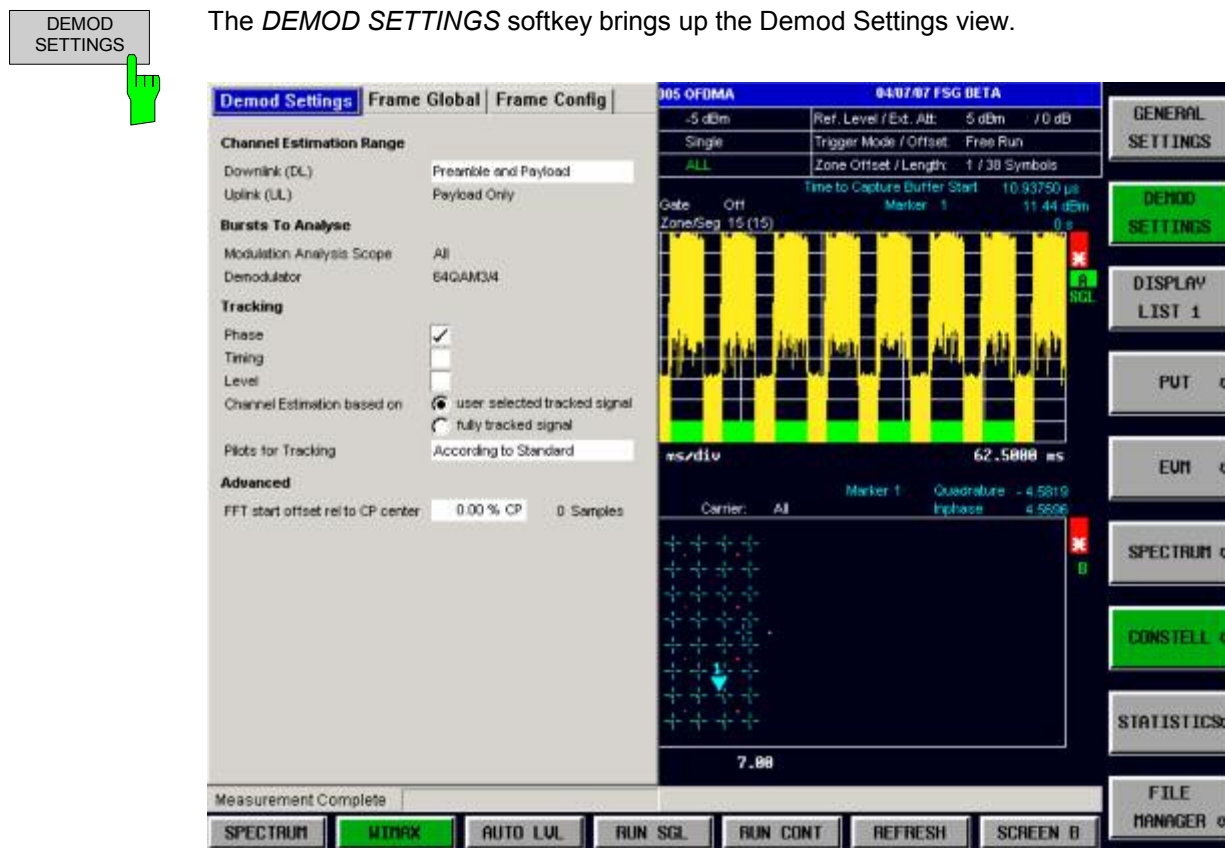 DEMOD
SETTINGS
The DEMOD SETTINGS softkey brings up the Demod Settings view.
Demod Settings Frame Global Frame Config
Channel Estimation Range
Downlink (DL) Preamble and Payload
Uplink (UL) Payload Only
Bursts To Analyse
Modulation Analysis Scope All
Demodulator 64QAM3/4
Tracking
Phase
Timing
Level
Channel Estimation based on user selected tracked signal
fully tracked signal
Pilots for Tracking According to Standard
Advanced
FFT start offset rel to CP center 0.00 % CP 0 Samples
005 OFDMA 04/07/07 FSG BETA
-5 dBm Ref. Level / Ext. Att: 5 dBm / 0 dB
Single Trigger Mode / Offset: Free Run
ALL Zone Offset / Length: 1 / 38 Symbols
Time to Capture Buffer Start 10.93750 µs
Gate Off Marker 1 11.44 dBm
Zone/Seg 15 (15) 0 s
A
SGL
ms/div 62.5000 ms
Marker 1 Quadrature - 4.5819
Carrier: All Inphase 4.5696
B
1
7.00
Measurement Complete
SPECTRUM WIMAX AUTO LVL RUN SGL RUN CONT REFRESH SCREEN B
GENERAL
SETTINGS
DEMOD
SETTINGS
DISPLAY
LIST 1
PVT
EVM
SPECTRUM
CONSTELL
STATISTICS
FILE
MANAGER